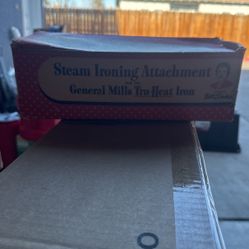 Steam Ironing Attachment
General Mills Tru-Heat Iron